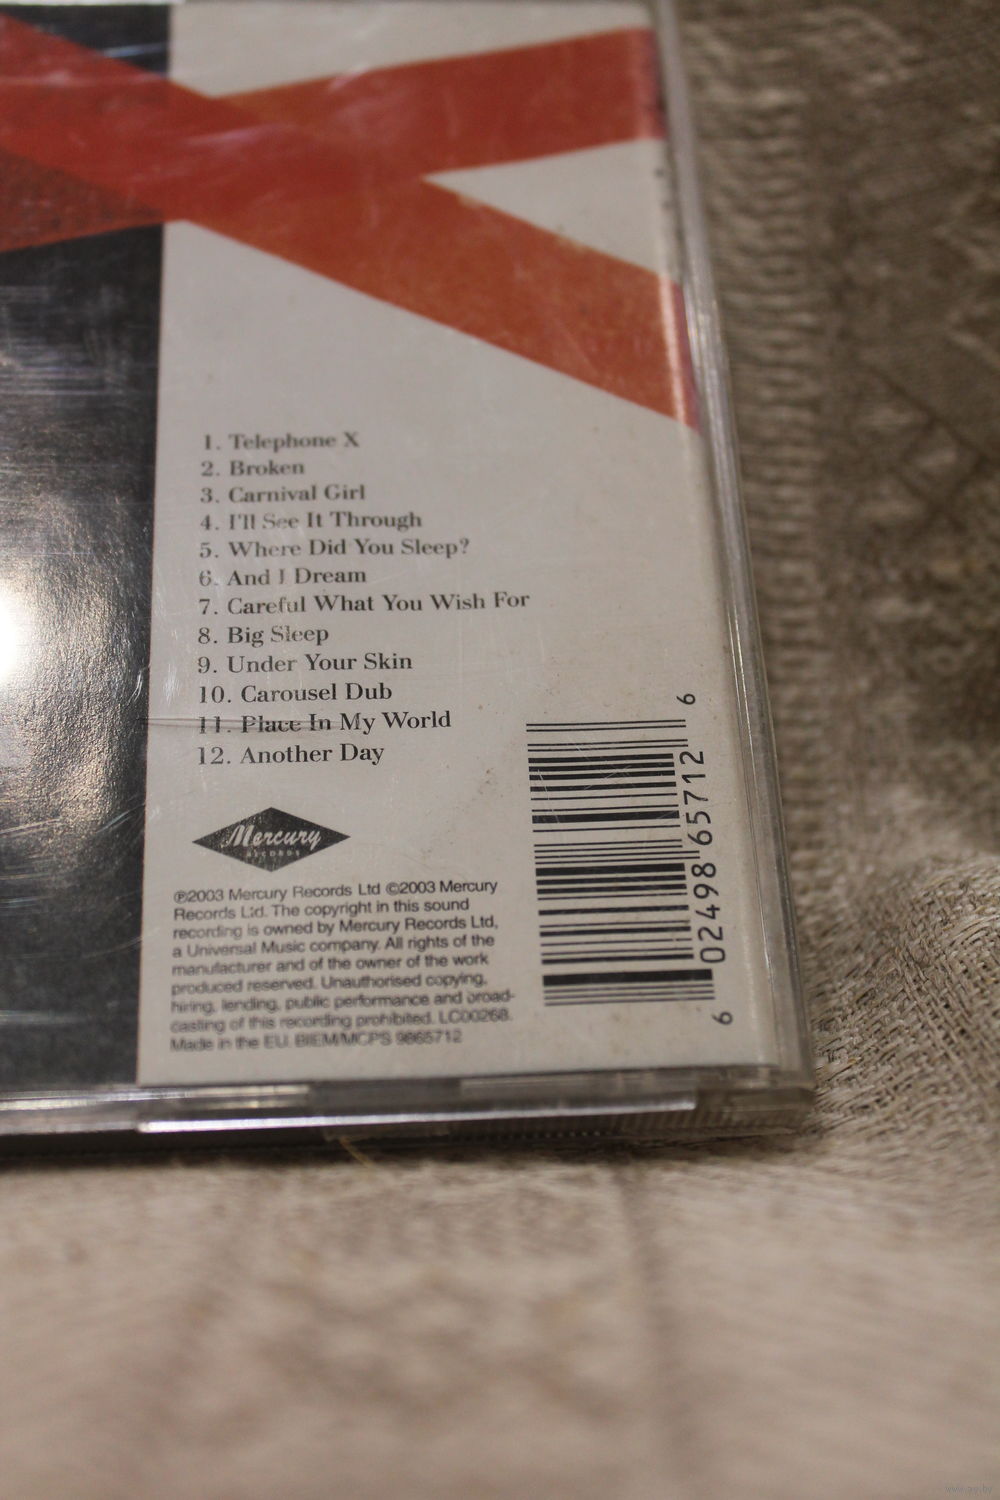 1. Telephone X
2. Broken
3. Carnival Girl
4. I'll See It Through
5. Where Did You Sleep?
6. And I Dream
7. Careful What You Wish For
8. Big Sleep
9. Under Your Skin
10. Carousel Dub
11. Place In My World
12. Another Day
Mercury
RECORDS
℗2003 Mercury Records Ltd ©2003 Mercury
Records Ltd. The copyright in this sound
recording is owned by Mercury Records Ltd,
a Universal Music company. All rights of the
manufacturer and of the owner of the work
produced reserved. Unauthorised copying,
hiring, lending, public performance and broad-
casting of this recording prohibited. LC00268.
Made in the EU. BIEM/MCPS 9865712
6 02498 65712 6
www.ay.by